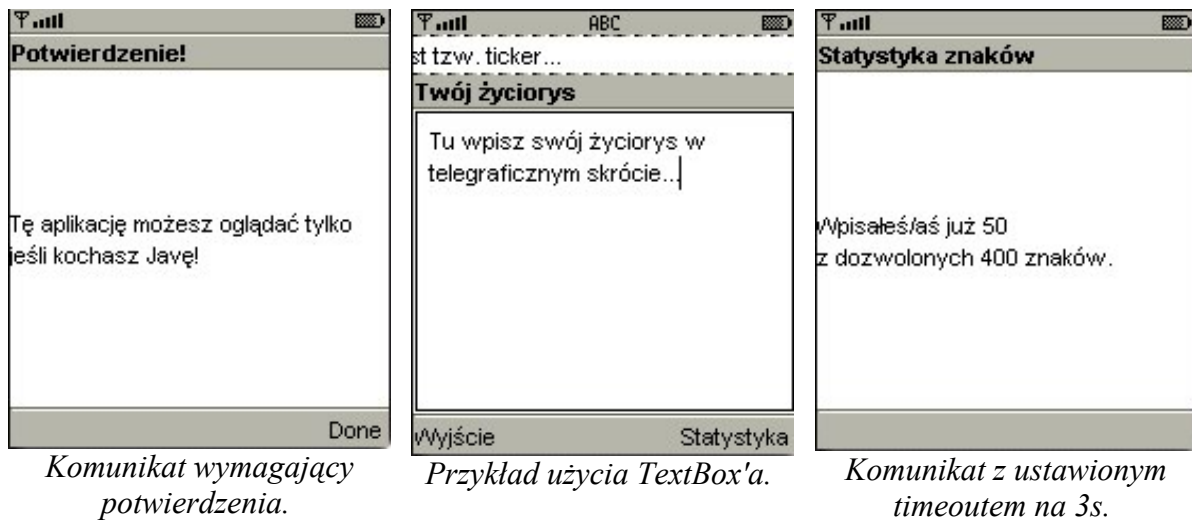 Potwierdzenie!
Tę aplikację możesz oglądać tylko
jeśli kochasz Javę!
Done
Komunikat wymagający
potwierdzenia.
ABC
st tzw. ticker...
Twój życiorys
Tu wpisz swój życiorys w
telegraficznym skrócie...
Wyjście
Statystyka
Przykład użycia TextBox'a.
Statystyka znaków
Wpisałeś/aś już 50
z dozwolonych 400 znaków.
Komunikat z ustawionym
timeoutem na 3s.